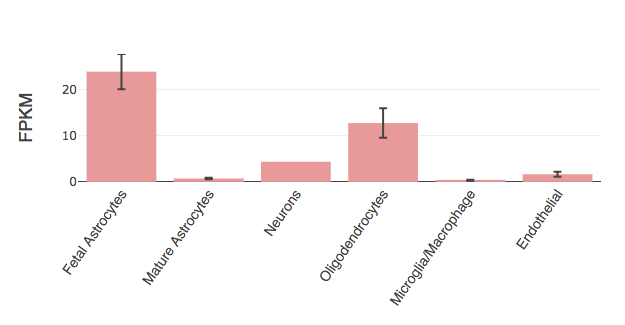 FPKM
20
10
0
Fetal Astrocytes
Mature Astrocytes
Neurons
Oligodendrocytes
Microglia/Macrophage
Endothelial